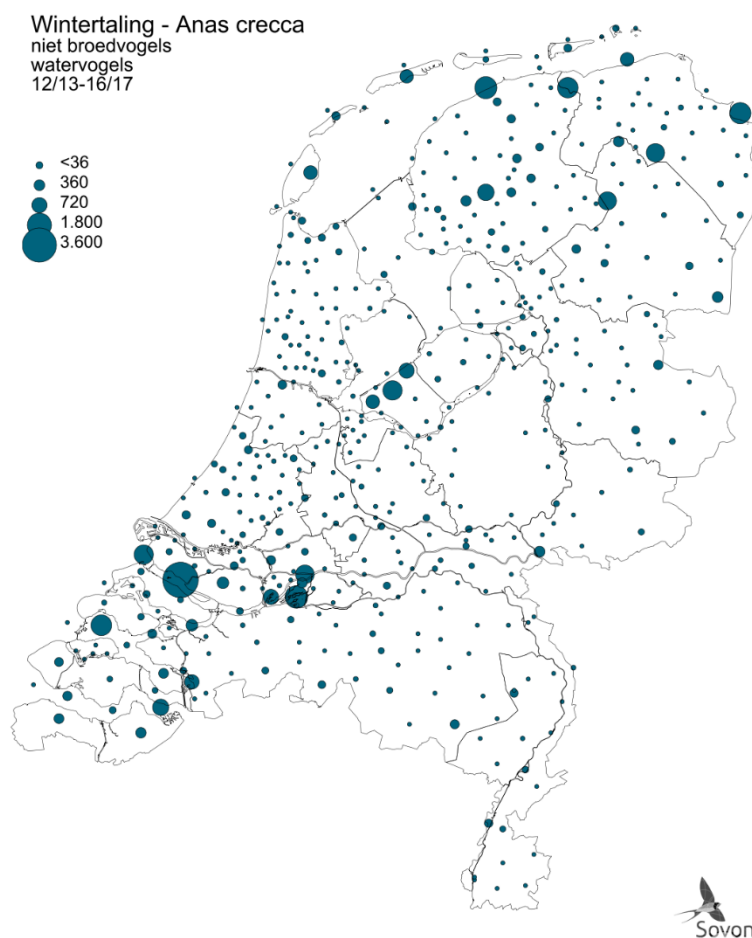 Wintertaling - Anas crecca
niet broedvogels
watervogels
12/13-16/17
<36
360
720
1.800
3.600
Sovon